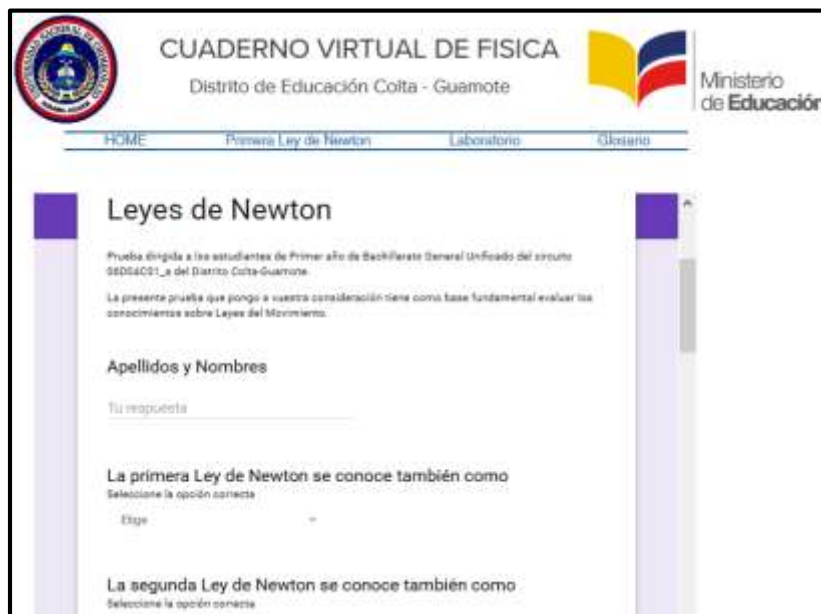 CUADERNO VIRTUAL DE FISICA
Distrito de Educación Colta - Guamote
Ministerio
de Educación
HOME Primera Ley de Newton Laboratorio Glosario
Leyes de Newton
Prueba dirigida a los estudiantes de Primer año de Bachillerato General Unificado del circuito
06D04C01_a del Distrito Colta-Guamote.
La presente prueba que pongo a vuestra consideración tiene como base fundamental evaluar los
conocimientos sobre Leyes del Movimiento.
Apellidos y Nombres
Tu respuesta
La primera Ley de Newton se conoce también como
Seleccione la opción correcta
Elige
La segunda Ley de Newton se conoce también como
Seleccione la opción correcta